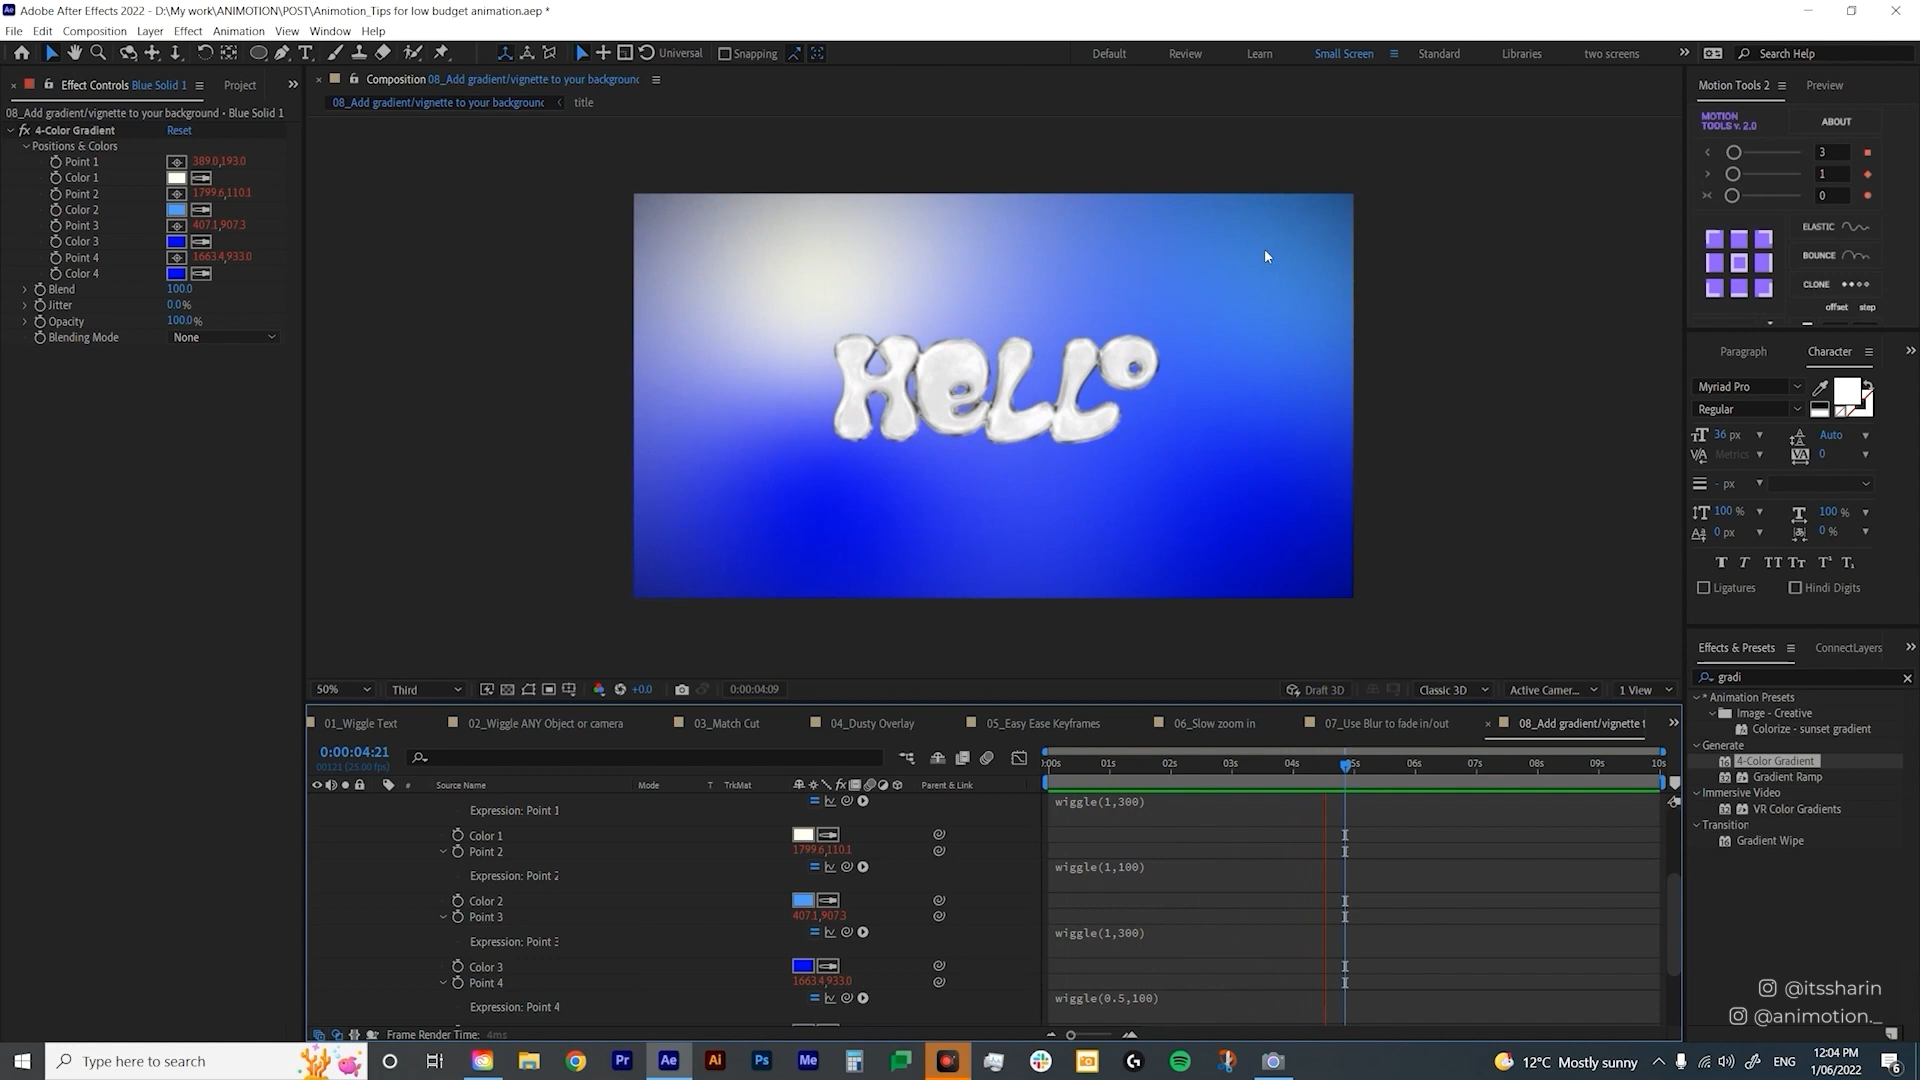 Adobe After Effects 2022 - D:\My work\ANIMOTION\POST\Animotion_Tips for low budget animation.aep *
File Edit Composition Layer Effect Animation View Window Help
Universal Snapping Default Review Learn Small Screen Standard Libraries two screens Search Help
Effect Controls Blue Solid 1 Project
08_Add gradient/vignette to your background • Blue Solid 1
fx 4-Color Gradient Reset
Positions & Colors
Point 1 389.0,193.0
Color 1
Point 2 1799.6,110.1
Color 2
Point 3 407.1,907.3
Color 3
Point 4 1663.4,933.0
Color 4
Blend 100.0
Jitter 0.0%
Opacity 100.0%
Blending Mode None
Composition 08_Add gradient/vignette to your background
08_Add gradient/vignette to your background title
HELLO
50% Third +0.0 0:00:04:09 Draft 3D Classic 3D Active Camer... 1 View
Motion Tools 2 Preview
MOTION TOOLS v. 2.0 ABOUT
3
1
0
ELASTIC
BOUNCE
CLONE
offset step
Paragraph Character
Myriad Pro
Regular
36 px Auto
Metrics 0
- px
100 % 100 %
0 px 0 %
Ligatures Hindi Digits
Effects & Presets ConnectLayers
gradi
* Animation Presets
Image - Creative
Colorize - sunset gradient
Generate
4-Color Gradient
Gradient Ramp
Immersive Video
VR Color Gradients
Transition
Gradient Wipe
01_Wiggle Text 02_Wiggle ANY Object or camera 03_Match Cut 04_Dusty Overlay 05_Easy Ease Keyframes 06_Slow zoom in 07_Use Blur to fade in/out 08_Add gradient/vignette t
0:00:04:21
00121 (25.00 fps)
:00s 01s 02s 03s 04s 05s 06s 07s 08s 09s 10s
# Source Name Mode T TrkMat Parent & Link
Expression: Point 1 wiggle(1,300)
Color 1
Point 2 1799.6,110.1
Expression: Point 2 wiggle(1,100)
Color 2
Point 3 407.1,907.3
Expression: Point 3 wiggle(1,300)
Color 3
Point 4 1663.4,933.0
Expression: Point 4 wiggle(0.5,100)
Frame Render Time: 4ms
@itssharin
@animotion._
Type here to search Pr Ae Ai Ps Me 12°C Mostly sunny ENG 12:04 PM
1/06/2022 6